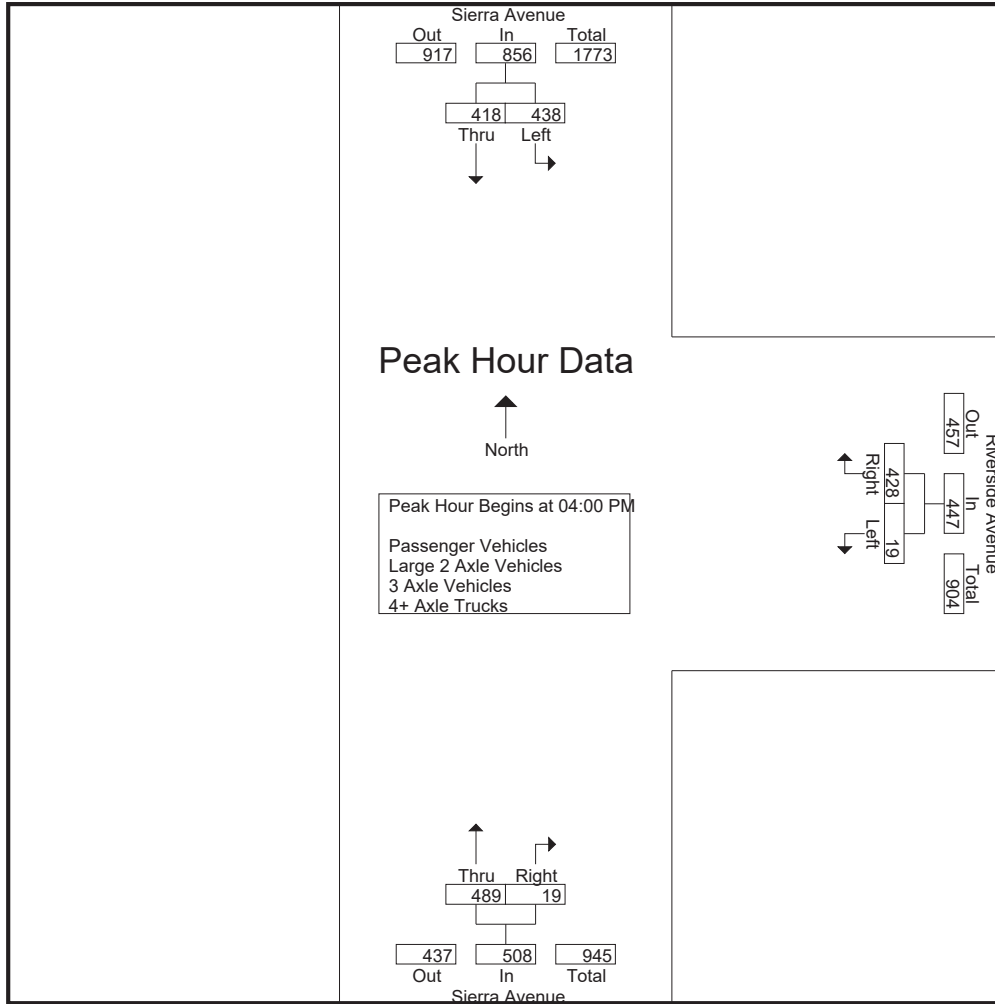 Sierra Avenue
Out In Total
917 856 1773
418 438
Thru Left
Peak Hour Data
North
Peak Hour Begins at 04:00 PM
Passenger Vehicles
Large 2 Axle Vehicles
3 Axle Vehicles
4+ Axle Trucks
Riverside Avenue
Out In Total
457 447 904
428 19
Right Left
Thru Right
489 19
437 508 945
Out In Total
Sierra Avenue